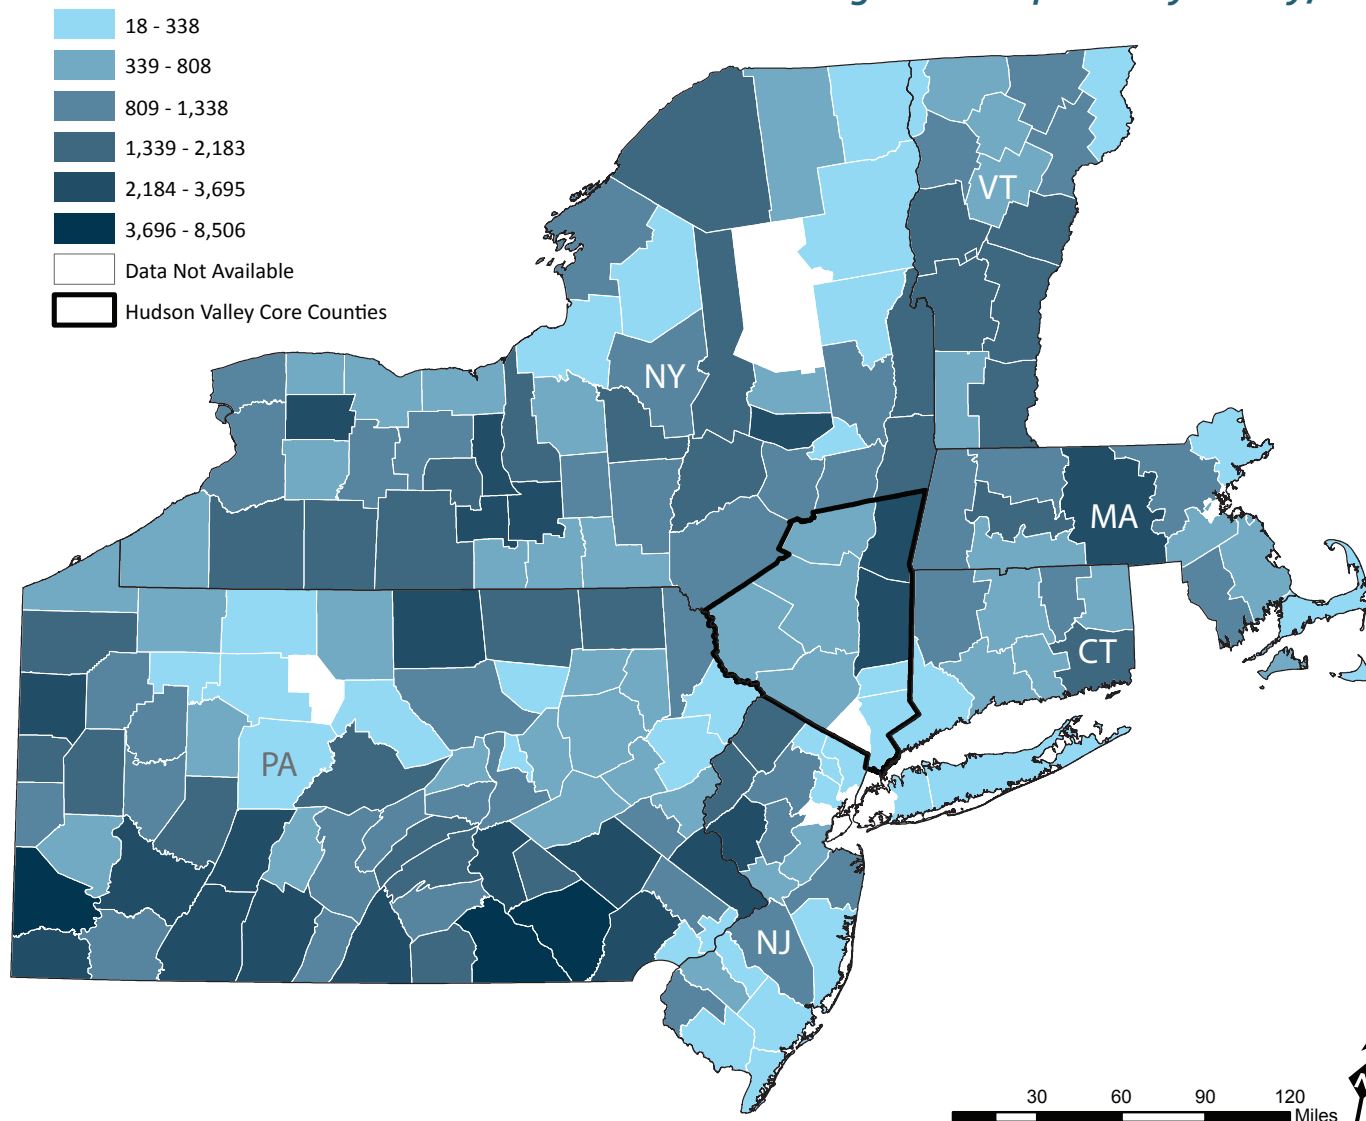 18 - 338
339 - 808
809 - 1,338
1,339 - 2,183
2,184 - 3,695
3,696 - 8,506
Data Not Available
Hudson Valley Core Counties
VT
NY
MA
CT
PA
NJ
30 60 90 120
Miles